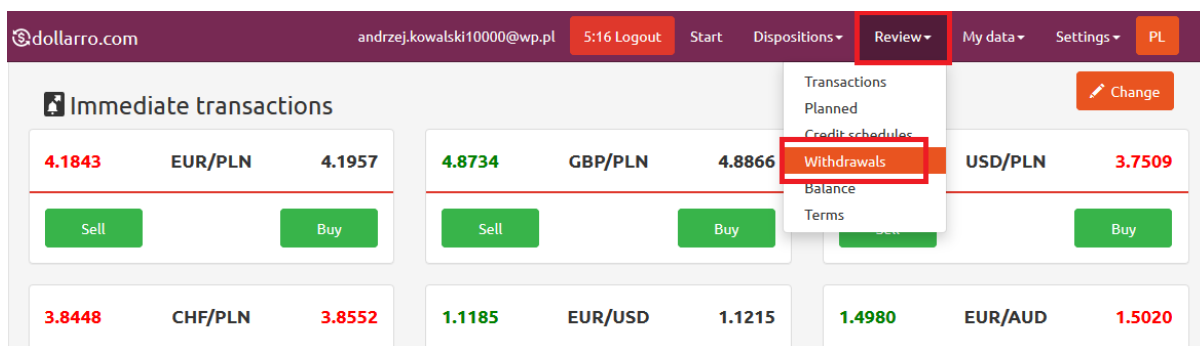 dollarro.com andrzej.kowalski10000@wp.pl 5:16 Logout Start Dispositions Review My data Settings PL
Immediate transactions
Change
Transactions
Planned
Credit schedules
Withdrawals
Balance
Terms
4.1843 EUR/PLN 4.1957
Sell Buy
4.8734 GBP/PLN 4.8866
Sell Buy
USD/PLN 3.7509
Sell Buy
3.8448 CHF/PLN 3.8552
1.1185 EUR/USD 1.1215
1.4980 EUR/AUD 1.5020